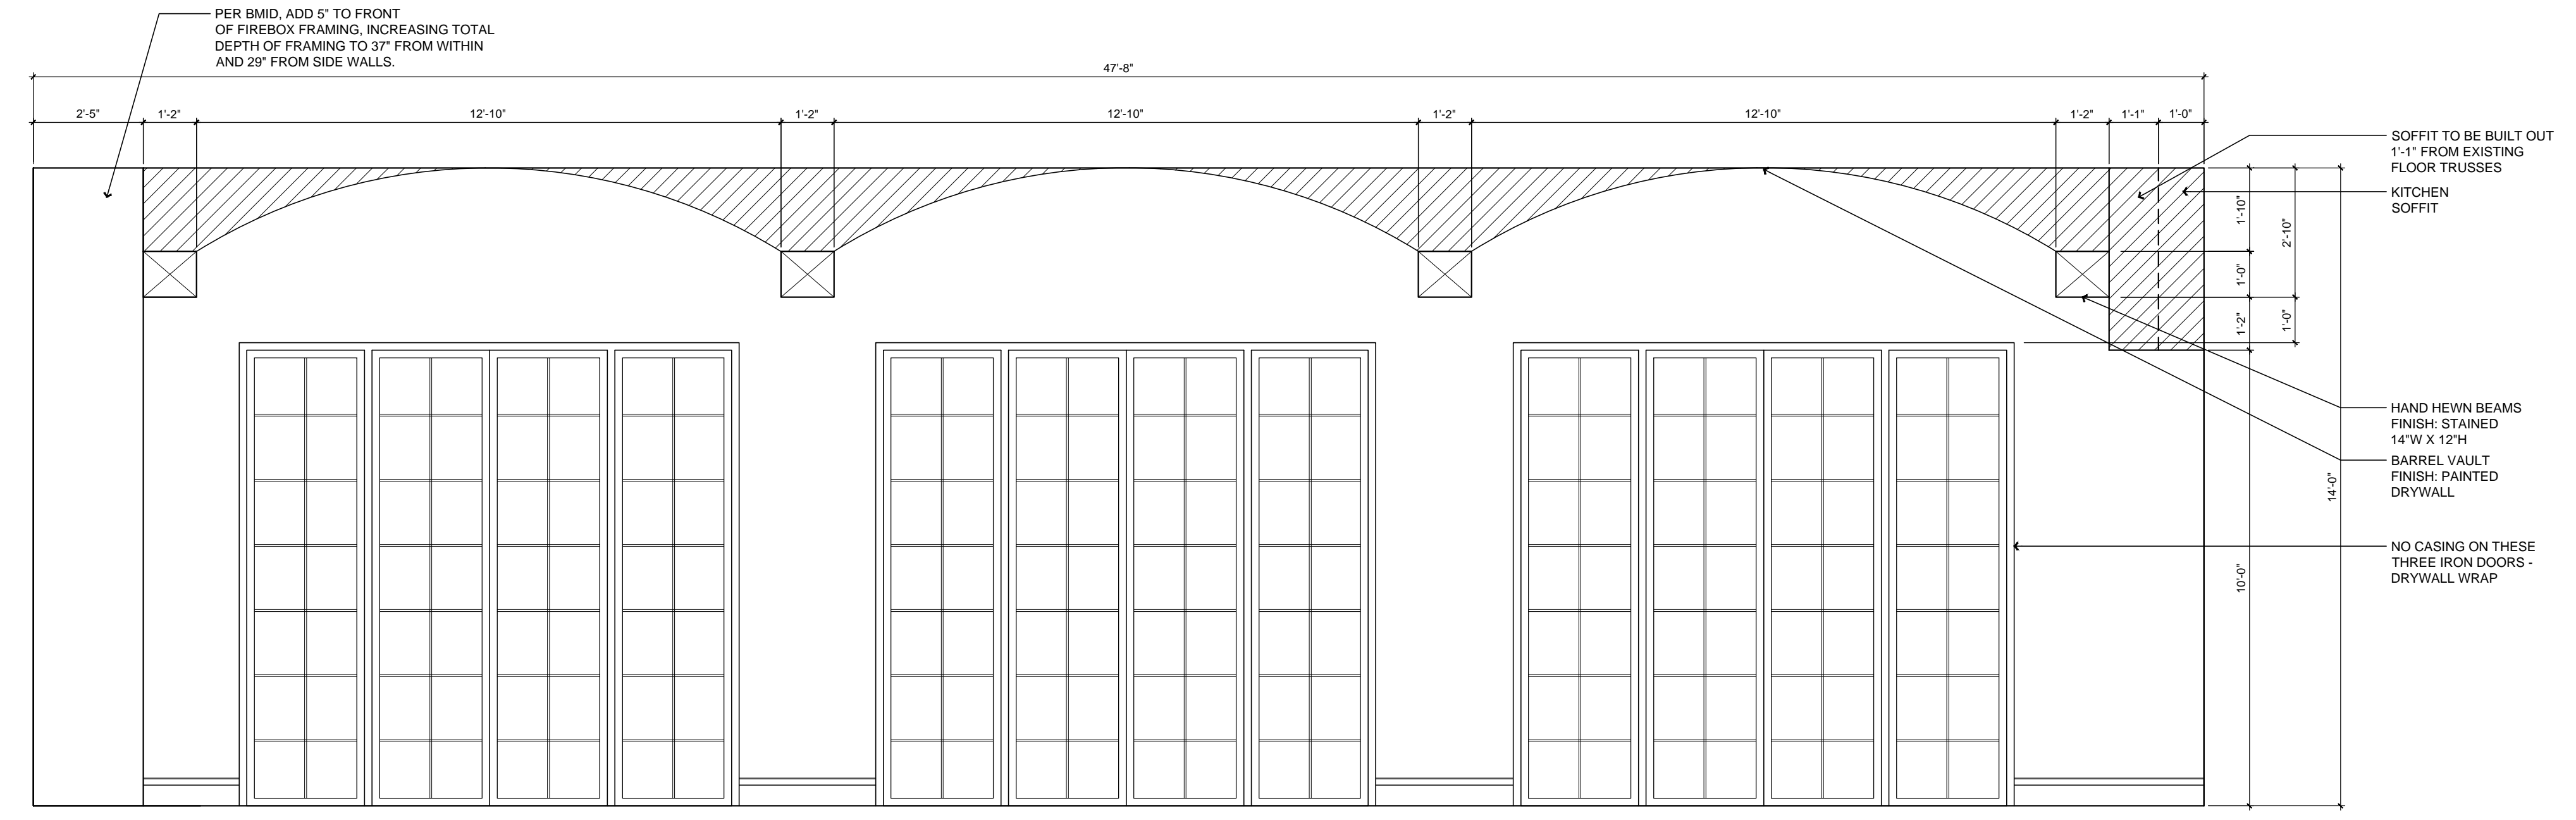 PER BMID, ADD 5" TO FRONT
OF FIREBOX FRAMING, INCREASING TOTAL
DEPTH OF FRAMING TO 37" FROM WITHIN
AND 29" FROM SIDE WALLS.
47'-8"
2'-5"
1'-2"
12'-10"
1'-2"
12'-10"
1'-2"
12'-10"
1'-2"
1'-1"
1'-0"
SOFFIT TO BE BUILT OUT
1'-1" FROM EXISTING
FLOOR TRUSSES
KITCHEN
SOFFIT
1'-10"
2'-10"
1'-0"
1'-2"
1'-0"
HAND HEWN BEAMS
FINISH: STAINED
14"W X 12"H
BARREL VAULT
FINISH: PAINTED
DRYWALL
14'-0"
NO CASING ON THESE
THREE IRON DOORS -
DRYWALL WRAP
10'-0"